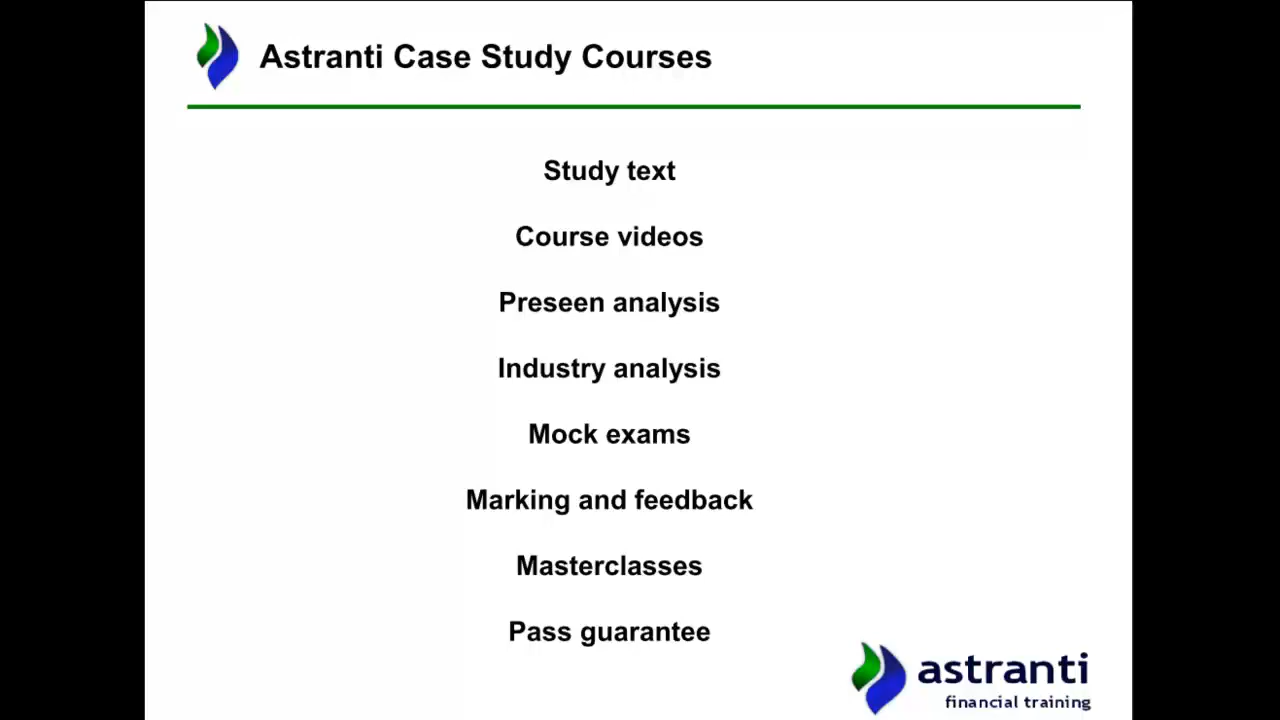 Astranti Case Study Courses
Study text
Course videos
Preseen analysis
Industry analysis
Mock exams
Marking and feedback
Masterclasses
Pass guarantee
astranti
financial training